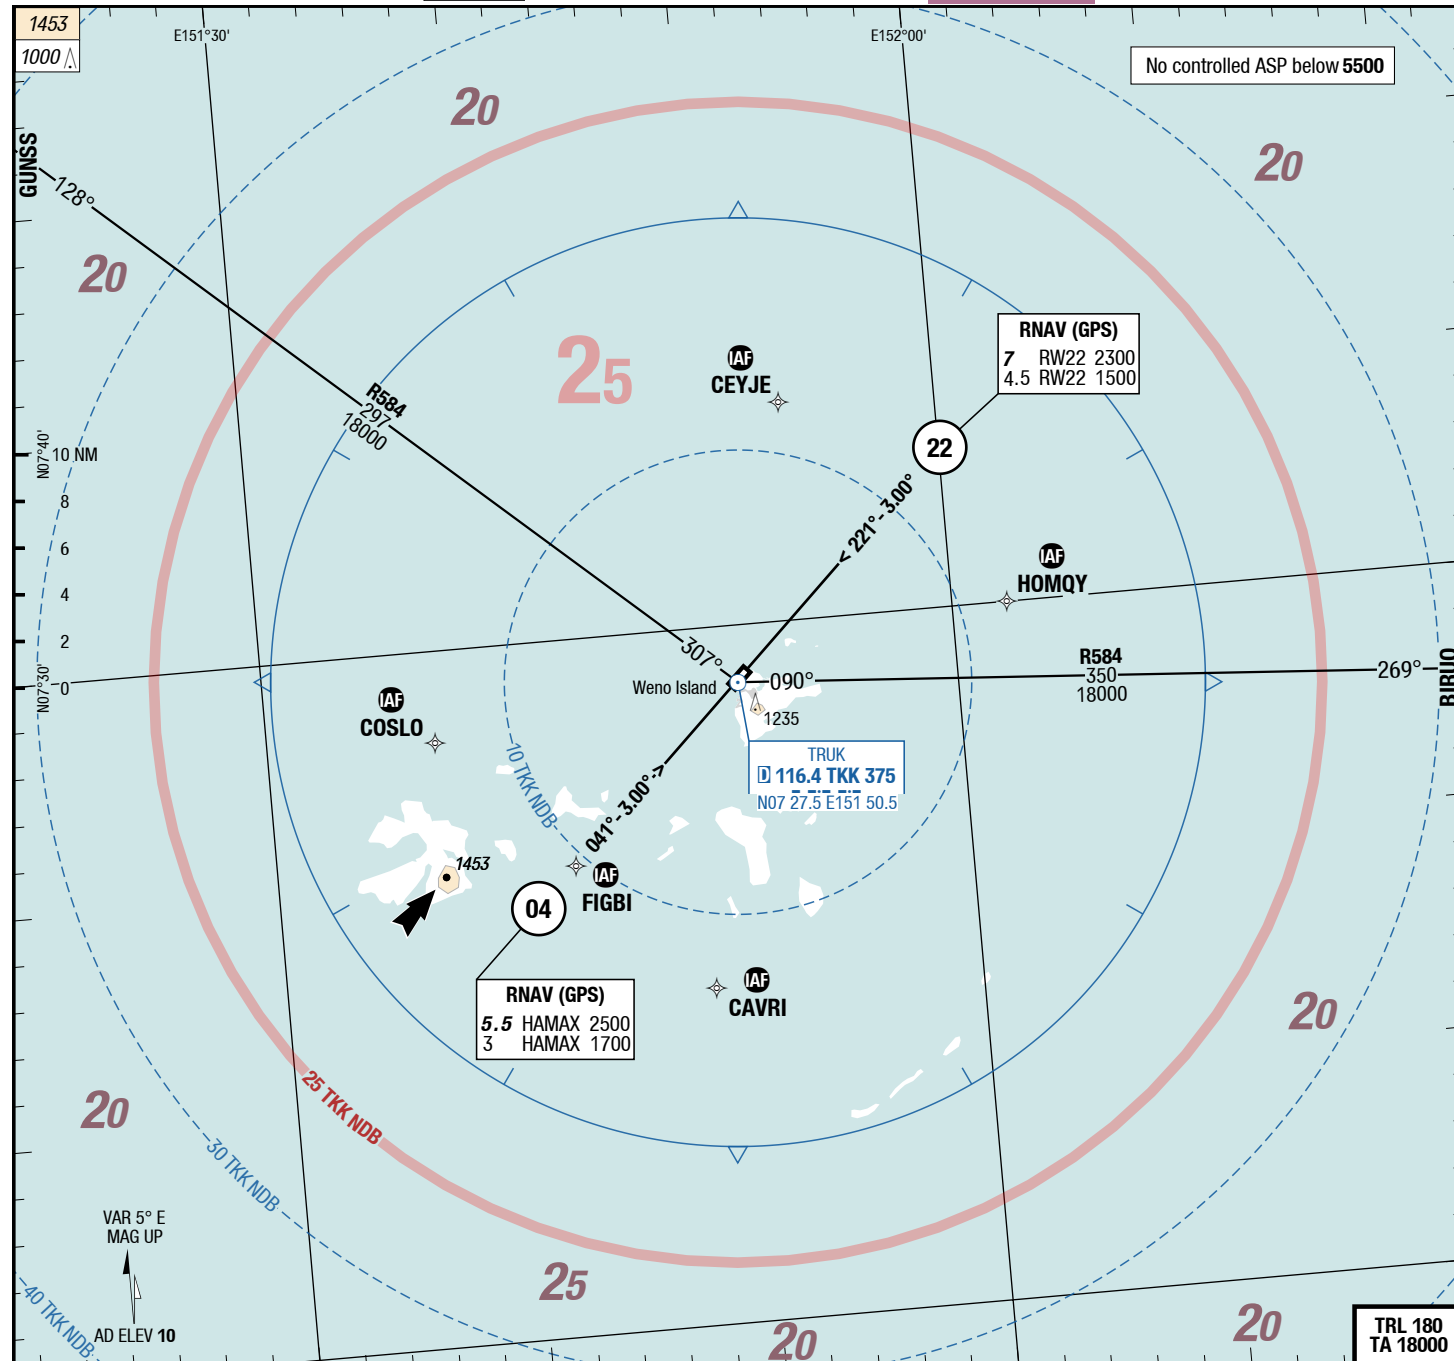 1453
1000
E151°30'
E152°00'
No controlled ASP below 5500
20
20
GUNSS
128°
20
25
RNAV (GPS)
7 RW22 2300
4.5 RW22 1500
IAF
CEYJE
R584
297
18000
22
N07°40'
10 NM
8
6
4
2
0
N07°30'
< 221°- 3.00°
IAF
HOMQY
307°
Weno Island
090°
R584
350
18000
269°
RIBUO
1235
IAF
COSLO
TRUK
D 116.4 TKK 375
N07 27.5 E151 50.5
10 TKK NDB
041°- 3.00° ->
1453
IAF
FIGBI
04
IAF
CAVRI
RNAV (GPS)
5.5 HAMAX 2500
3 HAMAX 1700
20
25 TKK NDB
20
30 TKK NDB
VAR 5° E
MAG UP
25
40 TKK NDB
AD ELEV 10
20
20
TRL 180
TA 18000